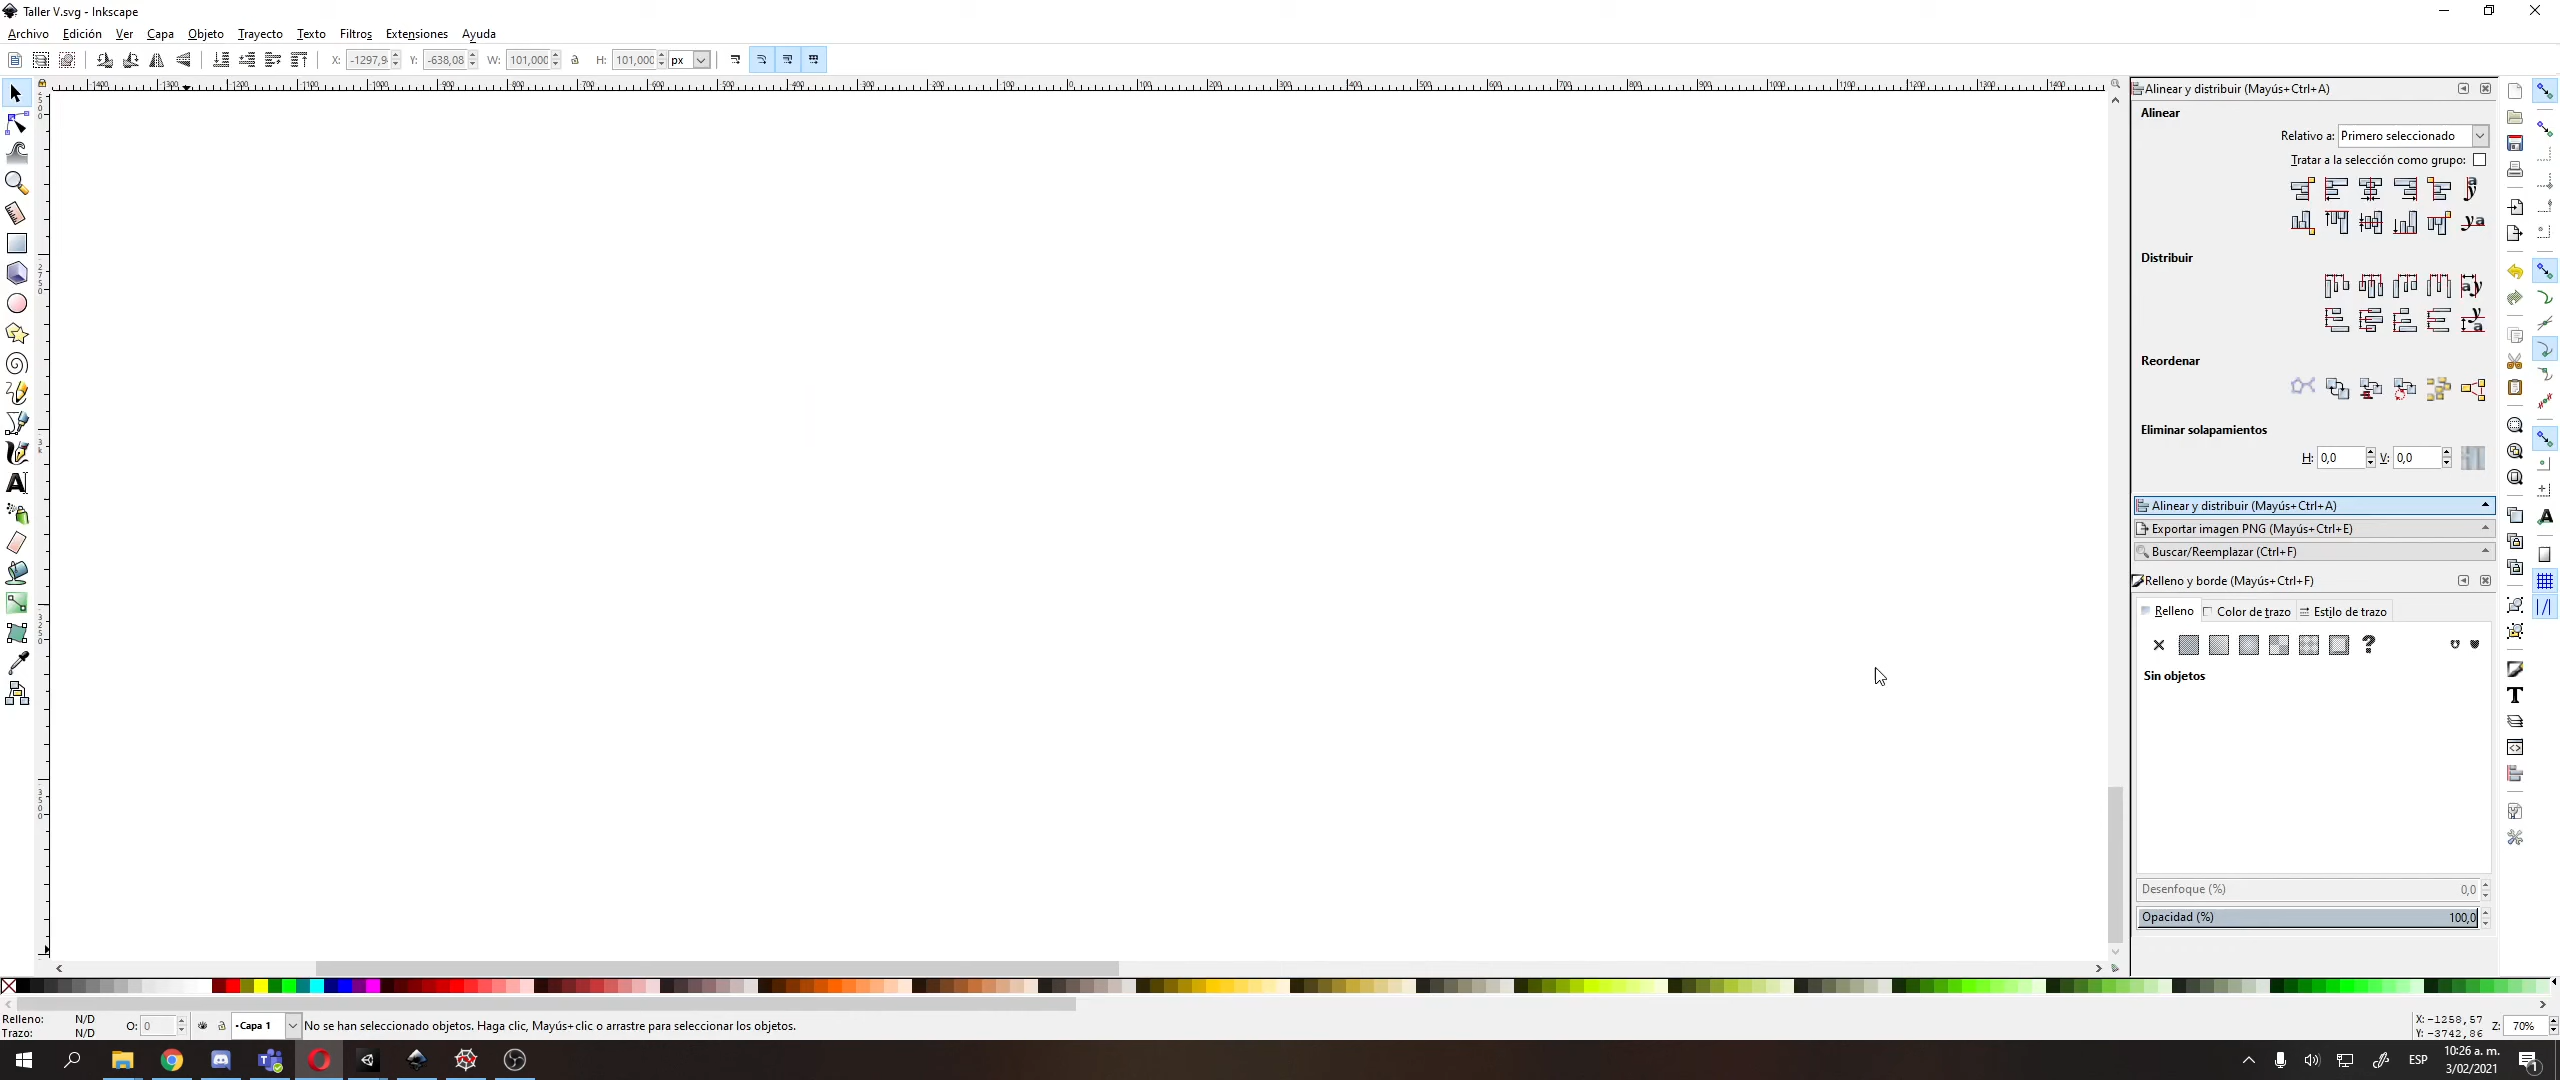 Taller V.svg - Inkscape
Archivo Edición Ver Capa Objeto Trayecto Texto Filtros Extensiones Ayuda
X: -1297,9 Y: -638,08 W: 101,000 H: 101,000 px
Alinear y distribuir (Mayús+Ctrl+A)
Alinear
Relativo a: Primero seleccionado
Tratar a la selección como grupo:
Distribuir
Reordenar
Eliminar solapamientos
H: 0,0 V: 0,0
Alinear y distribuir (Mayús+Ctrl+A)
Exportar imagen PNG (Mayús+Ctrl+E)
Buscar/Reemplazar (Ctrl+F)
Relleno y borde (Mayús+Ctrl+F)
Relleno Color de trazo Estilo de trazo
Sin objetos
Desenfoque (%) 0,0
Opacidad (%) 100,0
Relleno: N/D
Trazo: N/D
O: 0
Capa 1
No se han seleccionado objetos. Haga clic, Mayús+clic o arrastre para seleccionar los objetos.
X: -1258,57
Y: -3742,86
Z: 70%
ESP
10:26 a. m.
3/02/2021